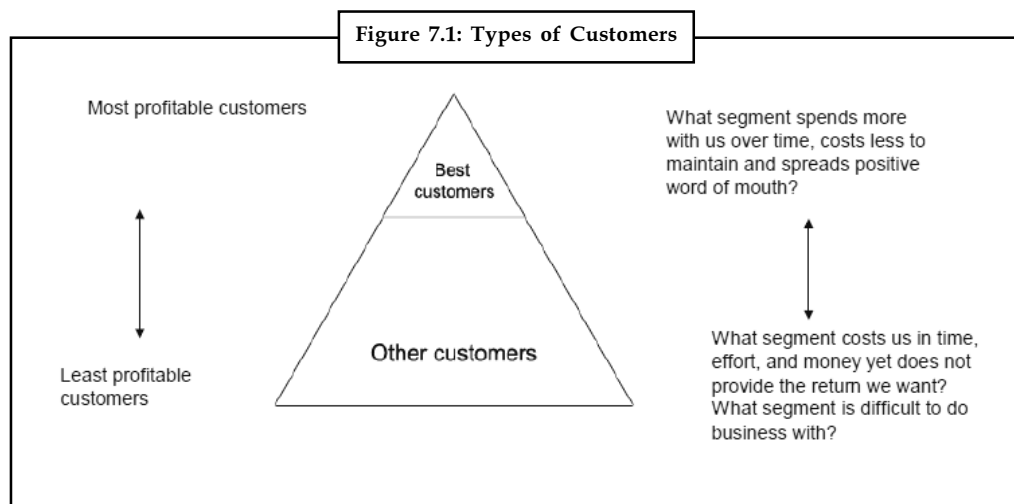 Figure 7.1: Types of Customers
Most profitable customers
What segment spends more
with us over time, costs less to
maintain and spreads positive
word of mouth?
Best
customers
Other customers
Least profitable
customers
What segment costs us in time,
effort, and money yet does not
provide the return we want?
What segment is difficult to do
business with?